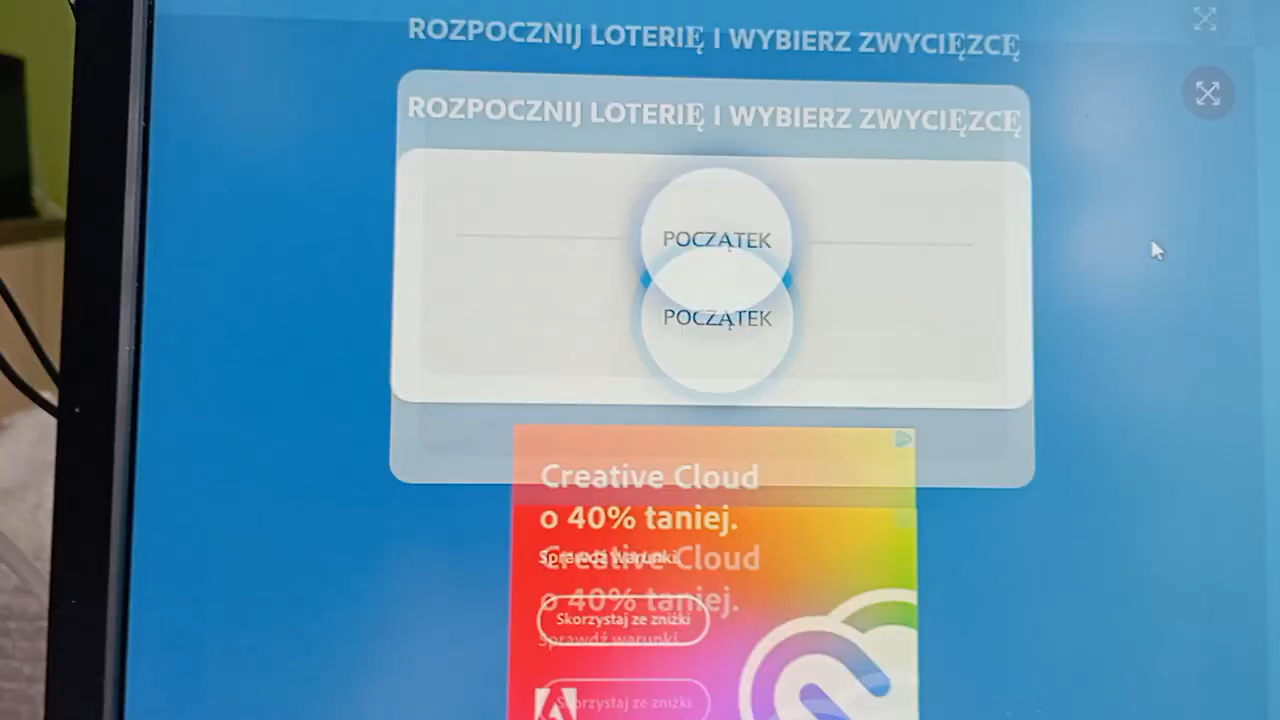 ROZPOCZNIJ LOTERIĘ I WYBIERZ ZWYCIĘZCĘ
ROZPOCZNIJ LOTERIĘ I WYBIERZ ZWYCIĘZCĘ
POCZĄTEK
POCZĄTEK
Creative Cloud
o 40% taniej.
Sprawdź warunki.
Creative Cloud
o 40% taniej.
Skorzystaj ze zniżki
Sprawdź warunki.
Skorzystaj ze zniżki